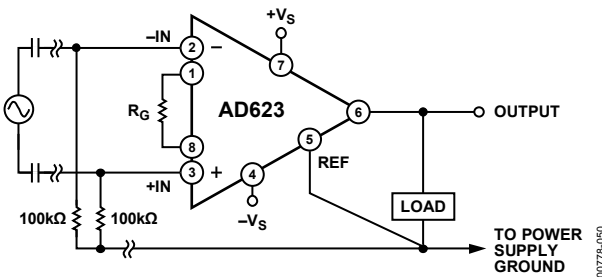 +VS
–IN
2
–
7
1
RG
AD623
6
OUTPUT
5
8
REF
3
+
4
+IN
–VS
100kΩ
100kΩ
LOAD
TO POWER
SUPPLY
GROUND
00778-050